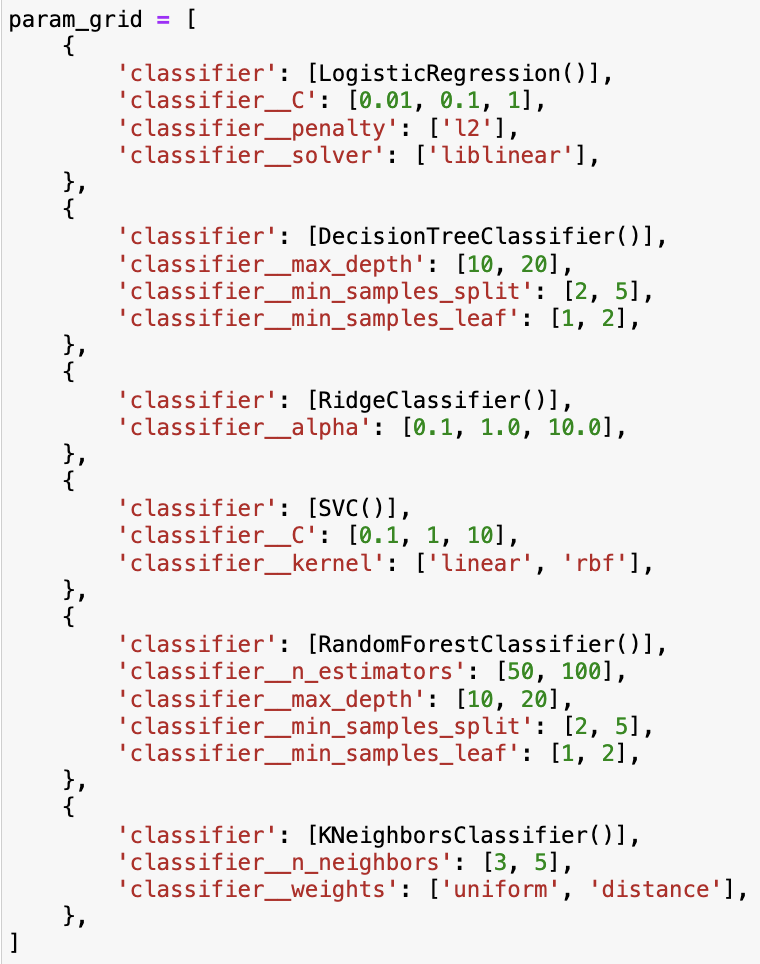 param_grid = [
    {
        'classifier': [LogisticRegression()],
        'classifier__C': [0.01, 0.1, 1],
        'classifier__penalty': ['l2'],
        'classifier__solver': ['liblinear'],
    },
    {
        'classifier': [DecisionTreeClassifier()],
        'classifier__max_depth': [10, 20],
        'classifier__min_samples_split': [2, 5],
        'classifier__min_samples_leaf': [1, 2],
    },
    {
        'classifier': [RidgeClassifier()],
        'classifier__alpha': [0.1, 1.0, 10.0],
    },
    {
        'classifier': [SVC()],
        'classifier__C': [0.1, 1, 10],
        'classifier__kernel': ['linear', 'rbf'],
    },
    {
        'classifier': [RandomForestClassifier()],
        'classifier__n_estimators': [50, 100],
        'classifier__max_depth': [10, 20],
        'classifier__min_samples_split': [2, 5],
        'classifier__min_samples_leaf': [1, 2],
    },
    {
        'classifier': [KNeighborsClassifier()],
        'classifier__n_neighbors': [3, 5],
        'classifier__weights': ['uniform', 'distance'],
    },
]